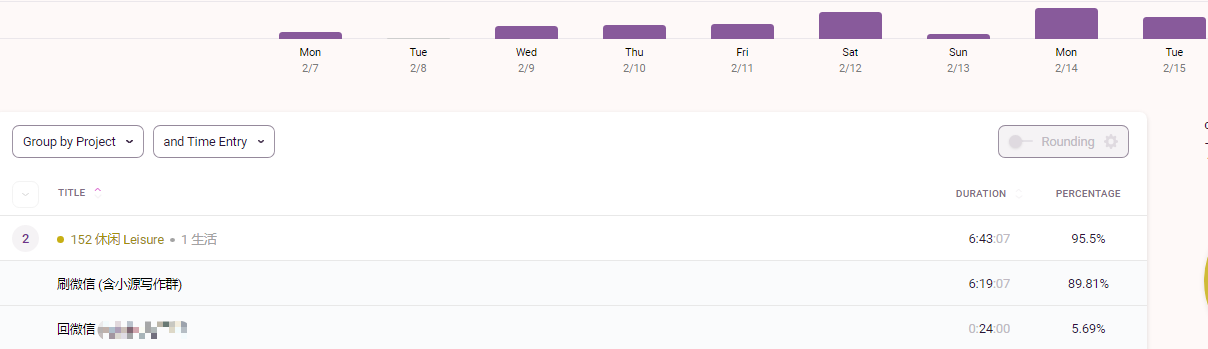 Mon Tue Wed Thu Fri Sat Sun Mon Tue
2/7 2/8 2/9 2/10 2/11 2/12 2/13 2/14 2/15
Group by Project and Time Entry Rounding
TITLE DURATION PERCENTAGE
2 152 休闲 Leisure • 1 生活 6:43:07 95.5%
刷微信 (含小源写作群) 6:19:07 89.81%
回微信 0:24:00 5.69%